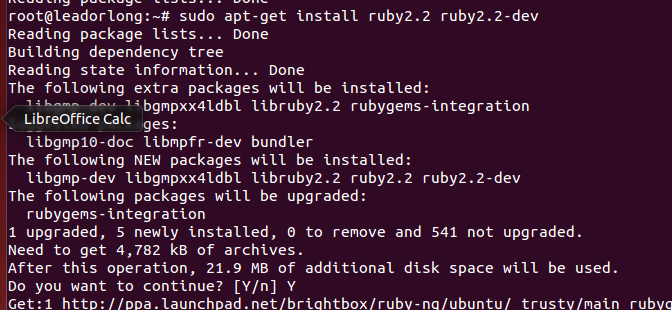 Reading package lists... Done
root@leadorlong:~# sudo apt-get install ruby2.2 ruby2.2-dev
Reading package lists... Done
Building dependency tree
Reading state information... Done
The following extra packages will be installed:
libgmp-dev libgmpxx4ldbl libruby2.2 rubygems-integration
LibreOffice Calc
packages:
libgmp10-doc libmpfr-dev bundler
The following NEW packages will be installed:
libgmp-dev libgmpxx4ldbl libruby2.2 ruby2.2 ruby2.2-dev
The following packages will be upgraded:
rubygems-integration
1 upgraded, 5 newly installed, 0 to remove and 541 not upgraded.
Need to get 4,782 kB of archives.
After this operation, 21.9 MB of additional disk space will be used.
Do you want to continue? [Y/n] Y
Get:1 http://ppa.launchpad.net/brightbox/ruby-ng/ubuntu/ trusty/main